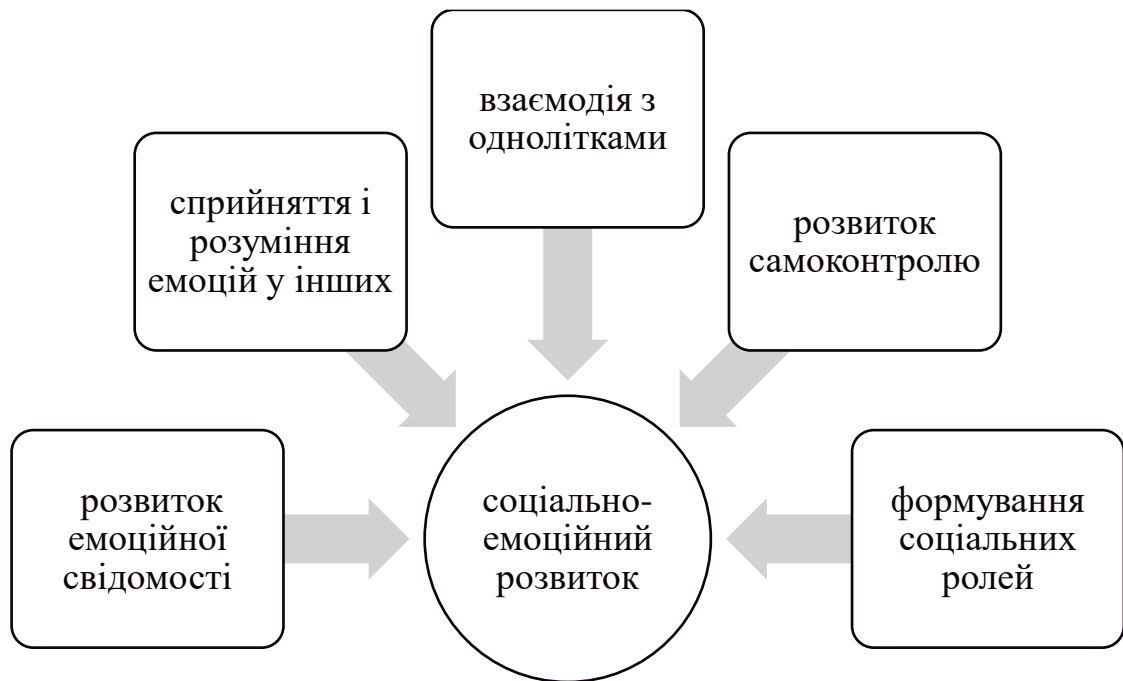 взаємодія з
однолітками
сприйняття і
розуміння
емоцій у інших
розвиток
самоконтролю
розвиток
емоційної
свідомості
соціально-
емоційний
розвиток
формування
соціальних
ролей